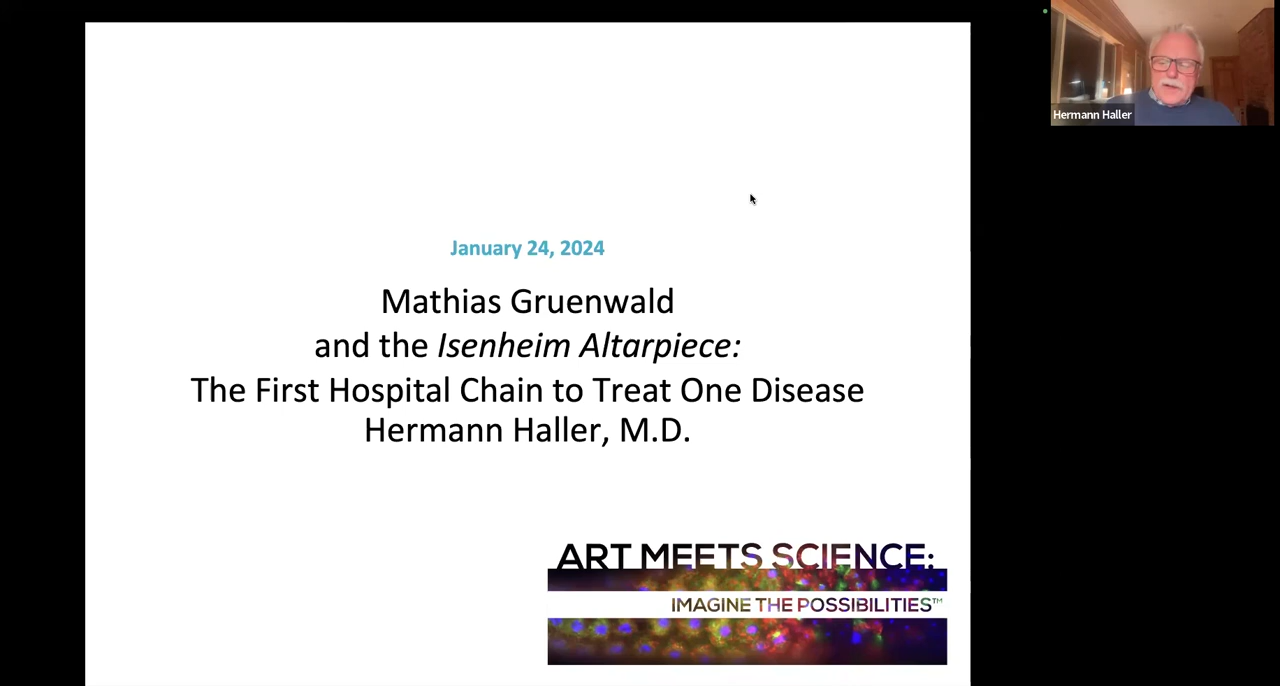 January 24, 2024
Mathias Gruenwald
and the Isenheim Altarpiece:
The First Hospital Chain to Treat One Disease
Hermann Haller, M.D.
ART MEETS SCIENCE:
IMAGINE THE POSSIBILITIES™
Hermann Haller